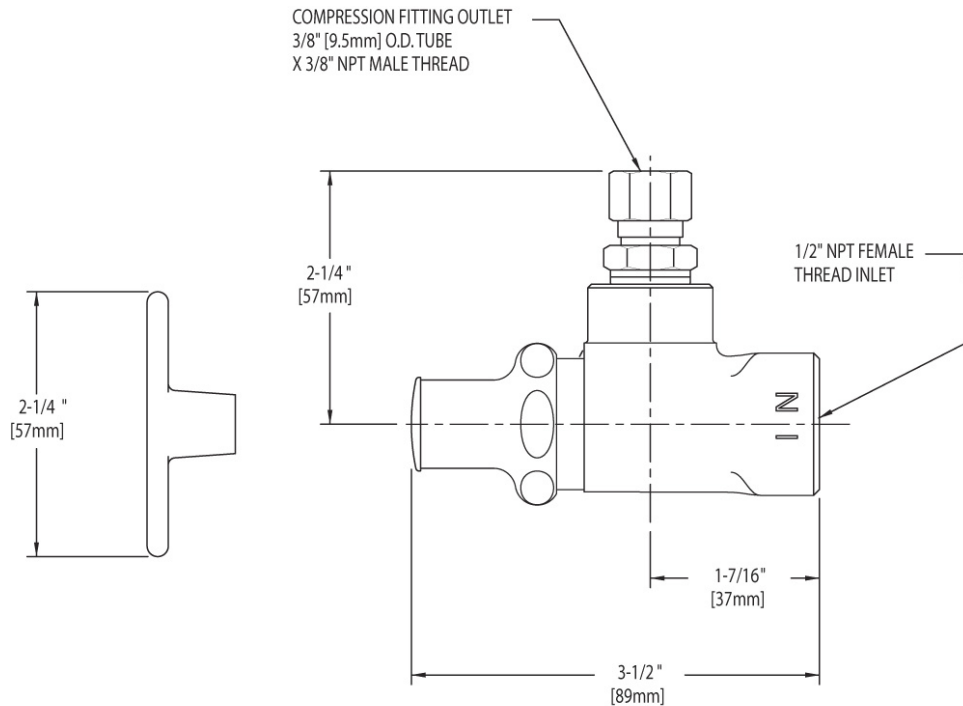 COMPRESSION FITTING OUTLET
3/8" [9.5mm] O.D. TUBE
X 3/8" NPT MALE THREAD
1/2" NPT FEMALE
THREAD INLET
2-1/4"
[57mm]
2-1/4"
[57mm]
IN
1-7/16"
[37mm]
3-1/2"
[89mm]